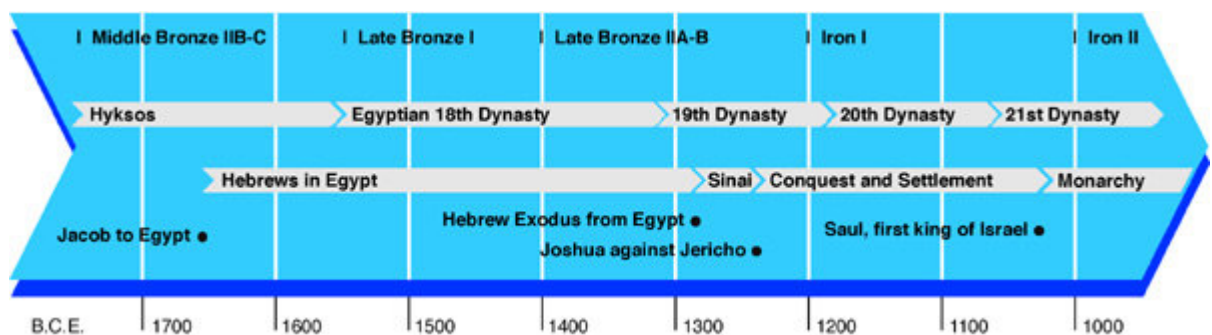 Middle Bronze IIB-C Late Bronze I Late Bronze IIA-B Iron I Iron II
Hyksos Egyptian 18th Dynasty 19th Dynasty 20th Dynasty 21st Dynasty
Hebrews in Egypt Sinai Conquest and Settlement Monarchy
Hebrew Exodus from Egypt
Saul, first king of Israel
Jacob to Egypt
Joshua against Jericho
B.C.E. 1700 1600 1500 1400 1300 1200 1100 1000